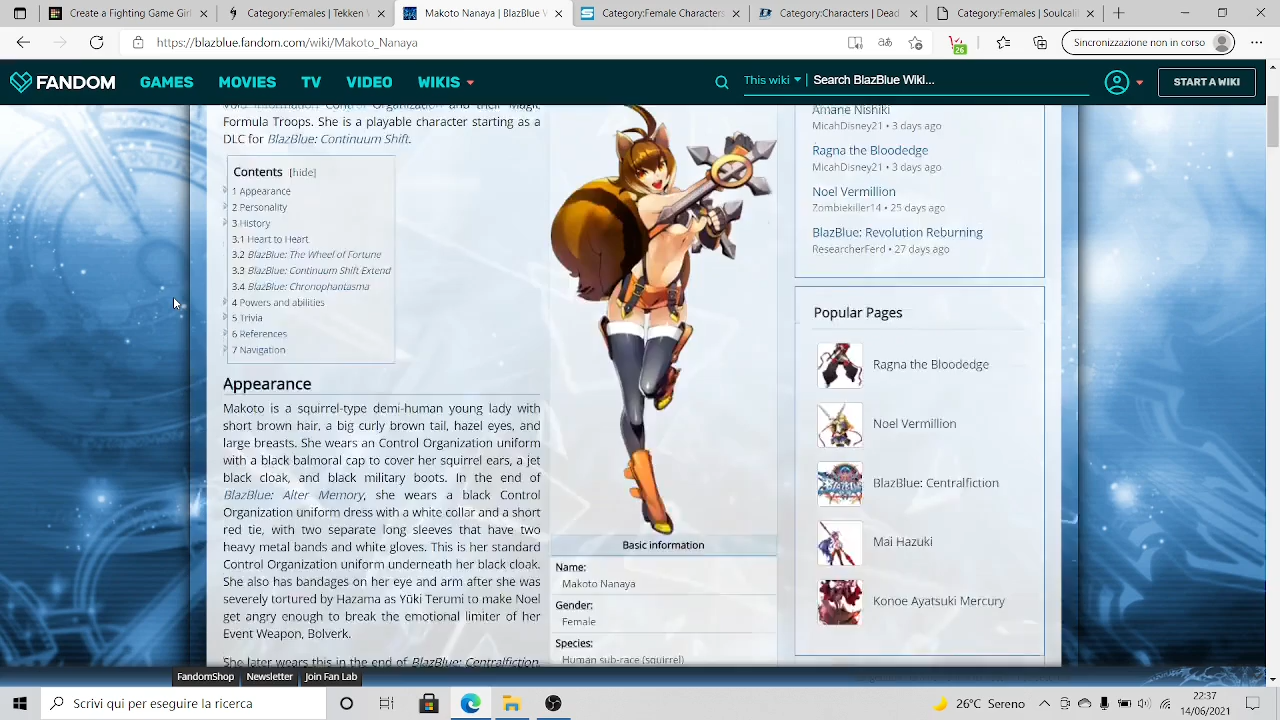 Create a Fighting Game Girl
Category:Females | Tekken
Makoto Nanaya | BlazBlue
Category:Female Characters
Category:Characters | Dead
Category:Females | Soulcali
https://blazblue.fandom.com/wiki/Makoto_Nanaya
26
Sincronizzazione non in corso
FANDOM
GAMES
MOVIES
TV
VIDEO
WIKIS
This wiki
Search BlazBlue Wiki...
START A WIKI
Void Information Control Organization and their Magic
Formula Troops. She is a playable character starting as a
DLC for BlazBlue: Continuum Shift.
Contents [hide]
1 Appearance
2 Personality
3 History
3.1 Heart to Heart
3.2 BlazBlue: The Wheel of Fortune
3.3 BlazBlue: Continuum Shift Extend
3.4 BlazBlue: Chronophantasma
4 Powers and abilities
5 Trivia
6 References
7 Navigation
Appearance
Makoto is a squirrel-type demi-human young lady with
short brown hair, a big curly brown tail, hazel eyes, and
large breasts. She wears an Control Organization uniform
with a black balmoral cap to cover her squirrel ears, a jet
black cloak, and black military boots. In the end of
BlazBlue: Alter Memory, she wears a black Control
Organization uniform dress with a white collar and a short
red tie, with two separate long sleeves that have two
heavy metal bands and white gloves. This is her standard
Control Organization uniform underneath her black cloak.
She also has bandages on her eye and arm after she was
severely tortured by Hazama as Yūki Terumi to make Noel
get angry enough to break the emotional limiter of her
Event Weapon, Bolverk.
She later wears this in the end of BlazBlue: Centralfiction,
Basic information
Name:
Makoto Nanaya
Gender:
Female
Species:
Human sub-race (squirrel)
Amane Nishiki
MicahDisney21 • 3 days ago
Ragna the Bloodedge
MicahDisney21 • 3 days ago
Noel Vermillion
Zombiekiller14 • 25 days ago
BlazBlue: Revolution Reburning
ResearcherFerd • 27 days ago
Popular Pages
Ragna the Bloodedge
Noel Vermillion
BlazBlue: Centralfiction
Mai Hazuki
Konoe Ayatsuki Mercury
FandomShop
Newsletter
Join Fan Lab
Scrivi qui per eseguire la ricerca
26°C Sereno
22:37
14/06/2021